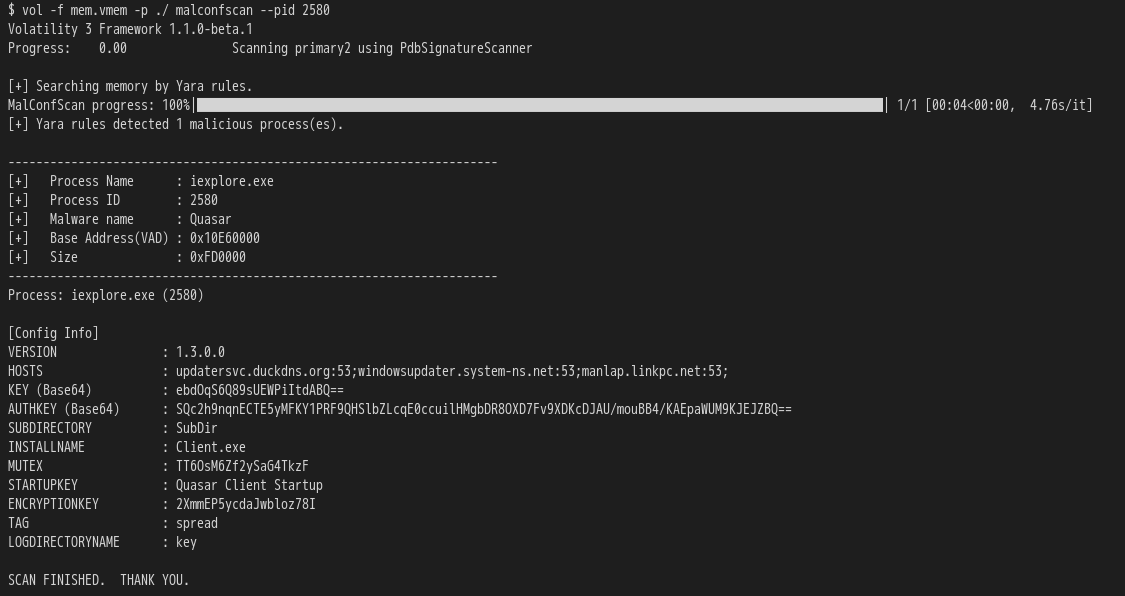 $ vol -f mem.vmem -p ./ malconfscan --pid 2580
Volatility 3 Framework 1.1.0-beta.1
Progress:    0.00               Scanning primary2 using PdbSignatureScanner
[+] Searching memory by Yara rules.
MalConfScan progress: 100%| | 1/1 [00:04<00:00,  4.76s/it]
[+] Yara rules detected 1 malicious process(es).
----------------------------------------------------------------------
[+]   Process Name      : iexplore.exe
[+]   Process ID        : 2580
[+]   Malware name      : Quasar
[+]   Base Address(VAD) : 0x10E60000
[+]   Size              : 0xFD0000
----------------------------------------------------------------------
Process: iexplore.exe (2580)
[Config Info]
VERSION               : 1.3.0.0
HOSTS                 : updatersvc.duckdns.org:53;windowsupdater.system-ns.net:53;manlap.linkpc.net:53;
KEY (Base64)          : ebdOqS6Q89sUEWPiItdABQ==
AUTHKEY (Base64)      : SQc2h9nqnECTE5yMFKY1PRF9QHSlbZLcqE0ccuilHMgbDR8OXD7Fv9XDKcDJAU/mouBB4/KAEpaWUM9KJEJZBQ==
SUBDIRECTORY          : SubDir
INSTALLNAME           : Client.exe
MUTEX                 : TT6OsM6Zf2ySaG4TkzF
STARTUPKEY            : Quasar Client Startup
ENCRYPTIONKEY         : 2XmmEP5ycdaJwbloz78I
TAG                   : spread
LOGDIRECTORYNAME      : key
SCAN FINISHED.  THANK YOU.